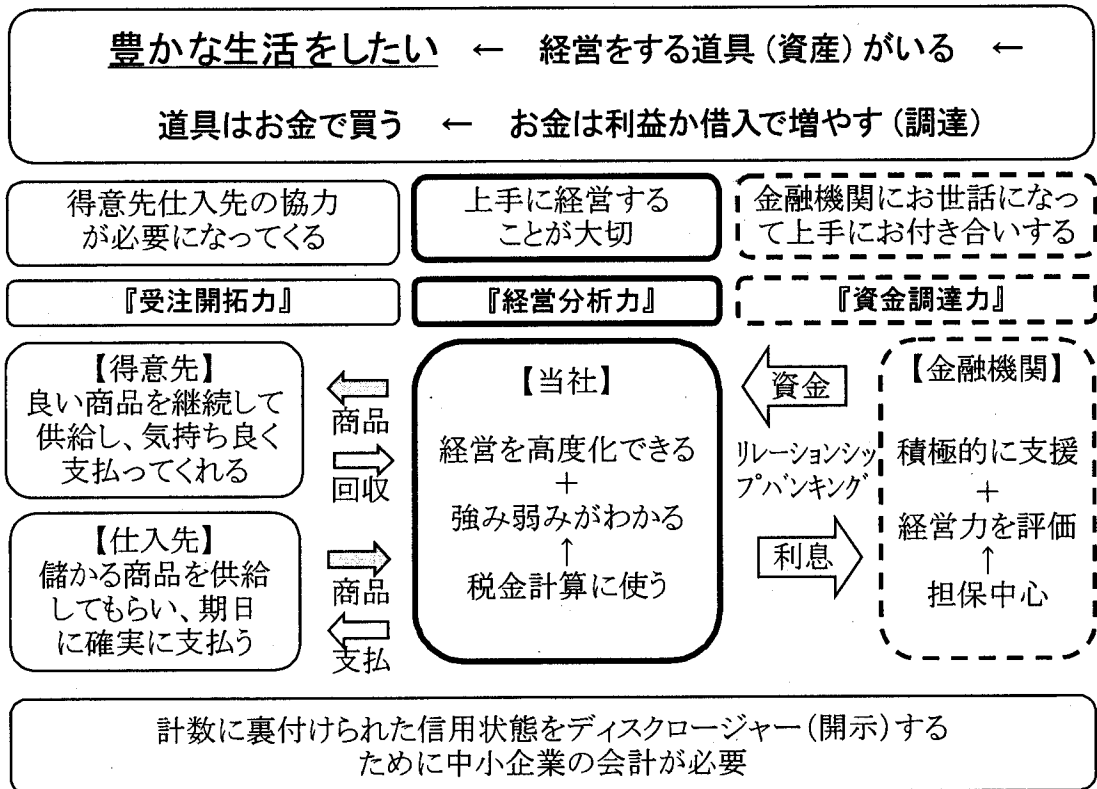 豊かな生活をしたい ← 経営をする道具(資産)がいる ←
道具はお金で買う ← お金は利益か借入で増やす(調達)
得意先仕入先の協力
が必要になってくる
上手に経営する
ことが大切
金融機関にお世話になっ
て上手にお付き合いする
『受注開拓力』
『経営分析力』
『資金調達力』
【得意先】
良い商品を継続して
供給し、気持ち良く
支払ってくれる
【仕入先】
儲かる商品を供給
してもらい、期日
に確実に支払う
商品
回収
商品
支払
【当社】
経営を高度化できる
+
強み弱みがわかる
↑
税金計算に使う
資金
リレーションシッ
プバンキング
利息
【金融機関】
積極的に支援
+
経営力を評価
↑
担保中心
計数に裏付けられた信用状態をディスクロージャー(開示)する
ために中小企業の会計が必要